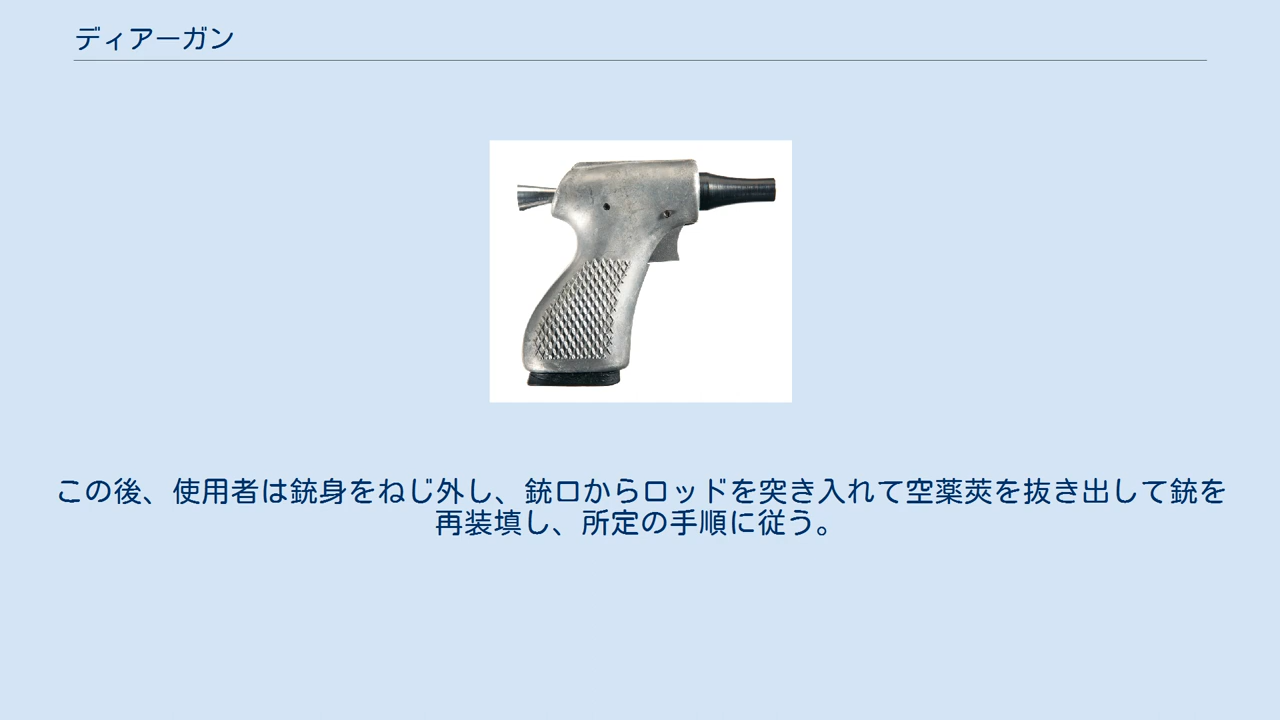 ディアーガン
この後、使用者は銃身をねじ外し、銃口からロッドを突き入れて空薬莢を抜き出して銃を
再装填し、所定の手順に従う。